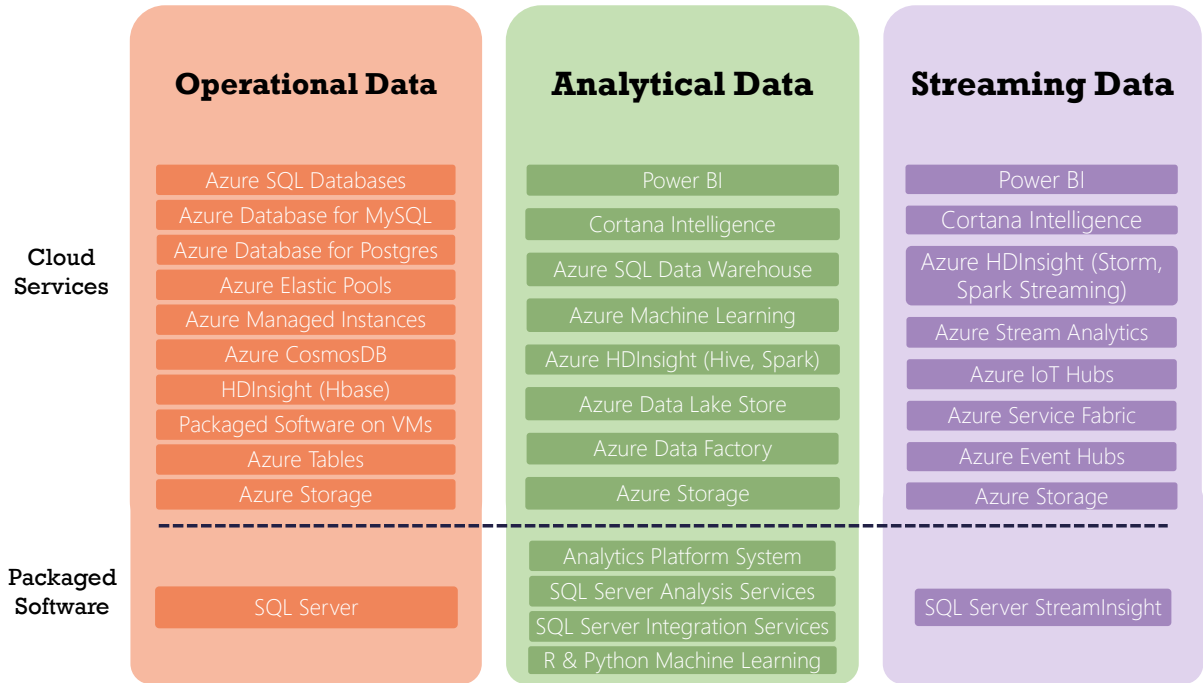 Operational Data
Analytical Data
Streaming Data
Cloud
Services
Azure SQL Databases
Azure Database for MySQL
Azure Database for Postgres
Azure Elastic Pools
Azure Managed Instances
Azure CosmosDB
HDInsight (Hbase)
Packaged Software on VMs
Azure Tables
Azure Storage
Power BI
Cortana Intelligence
Azure SQL Data Warehouse
Azure Machine Learning
Azure HDInsight (Hive, Spark)
Azure Data Lake Store
Azure Data Factory
Azure Storage
Power BI
Cortana Intelligence
Azure HDInsight (Storm,
Spark Streaming)
Azure Stream Analytics
Azure IoT Hubs
Azure Service Fabric
Azure Event Hubs
Azure Storage
Packaged
Software
SQL Server
Analytics Platform System
SQL Server Analysis Services
SQL Server Integration Services
R & Python Machine Learning
SQL Server StreamInsight